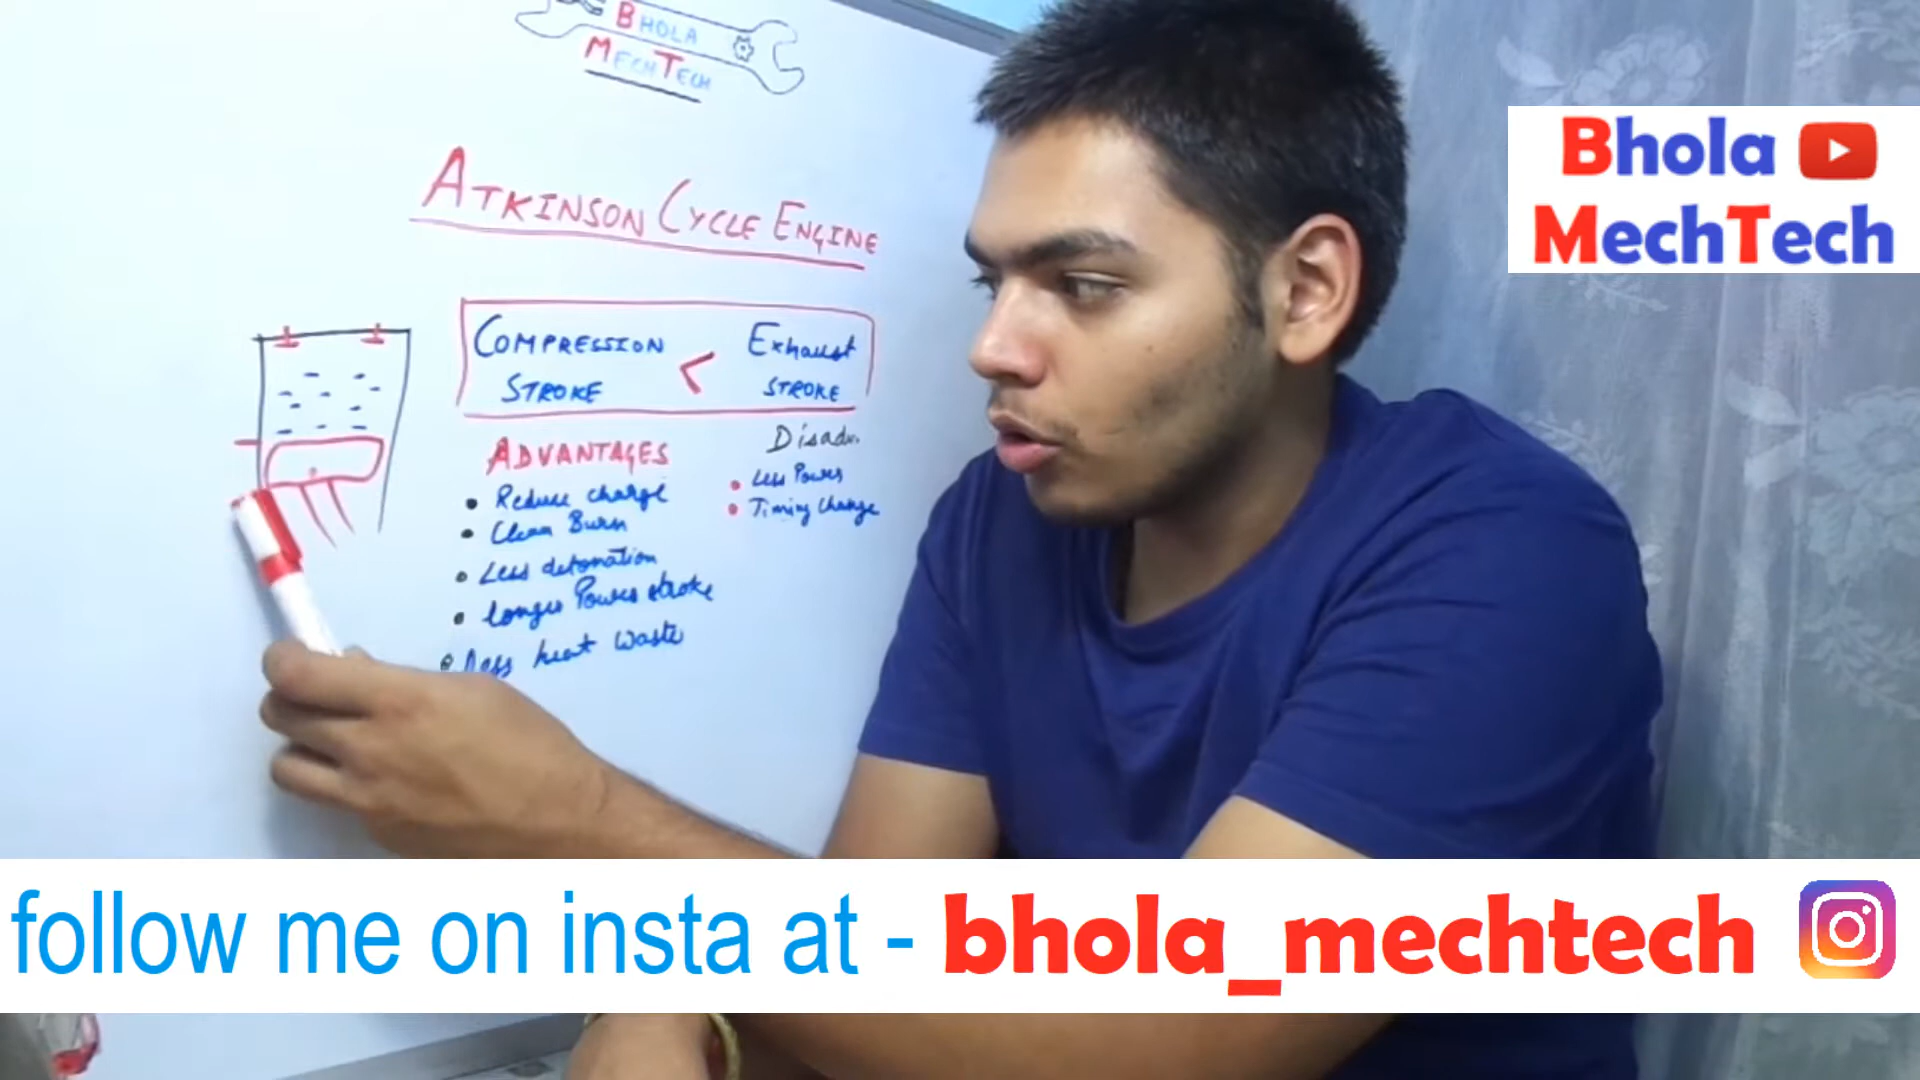 BHOLA
MECHTECH
Bhola
MechTech
ATKINSON CYCLE ENGINE
COMPRESSION
STROKE
<
Exhaust
STROKE
ADVANTAGES
• Reduce charge
• Clean Burn
• Less detonation
• longer Power stroke
• Less heat waste
Disadv.
• Less Power
• Timing Change
follow me on insta at - bhola_mechtech